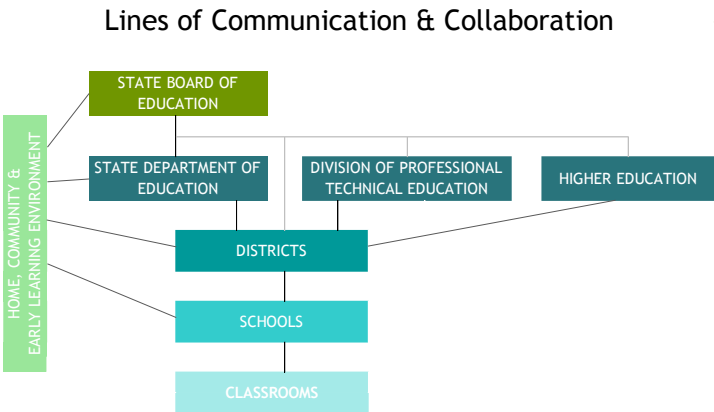 Lines of Communication & Collaboration
STATE BOARD OF
EDUCATION
HOME, COMMUNITY &
EARLY LEARNING ENVIRONMENT
STATE DEPARTMENT OF
EDUCATION
DIVISION OF PROFESSIONAL
TECHNICAL EDUCATION
HIGHER EDUCATION
DISTRICTS
SCHOOLS
CLASSROOMS